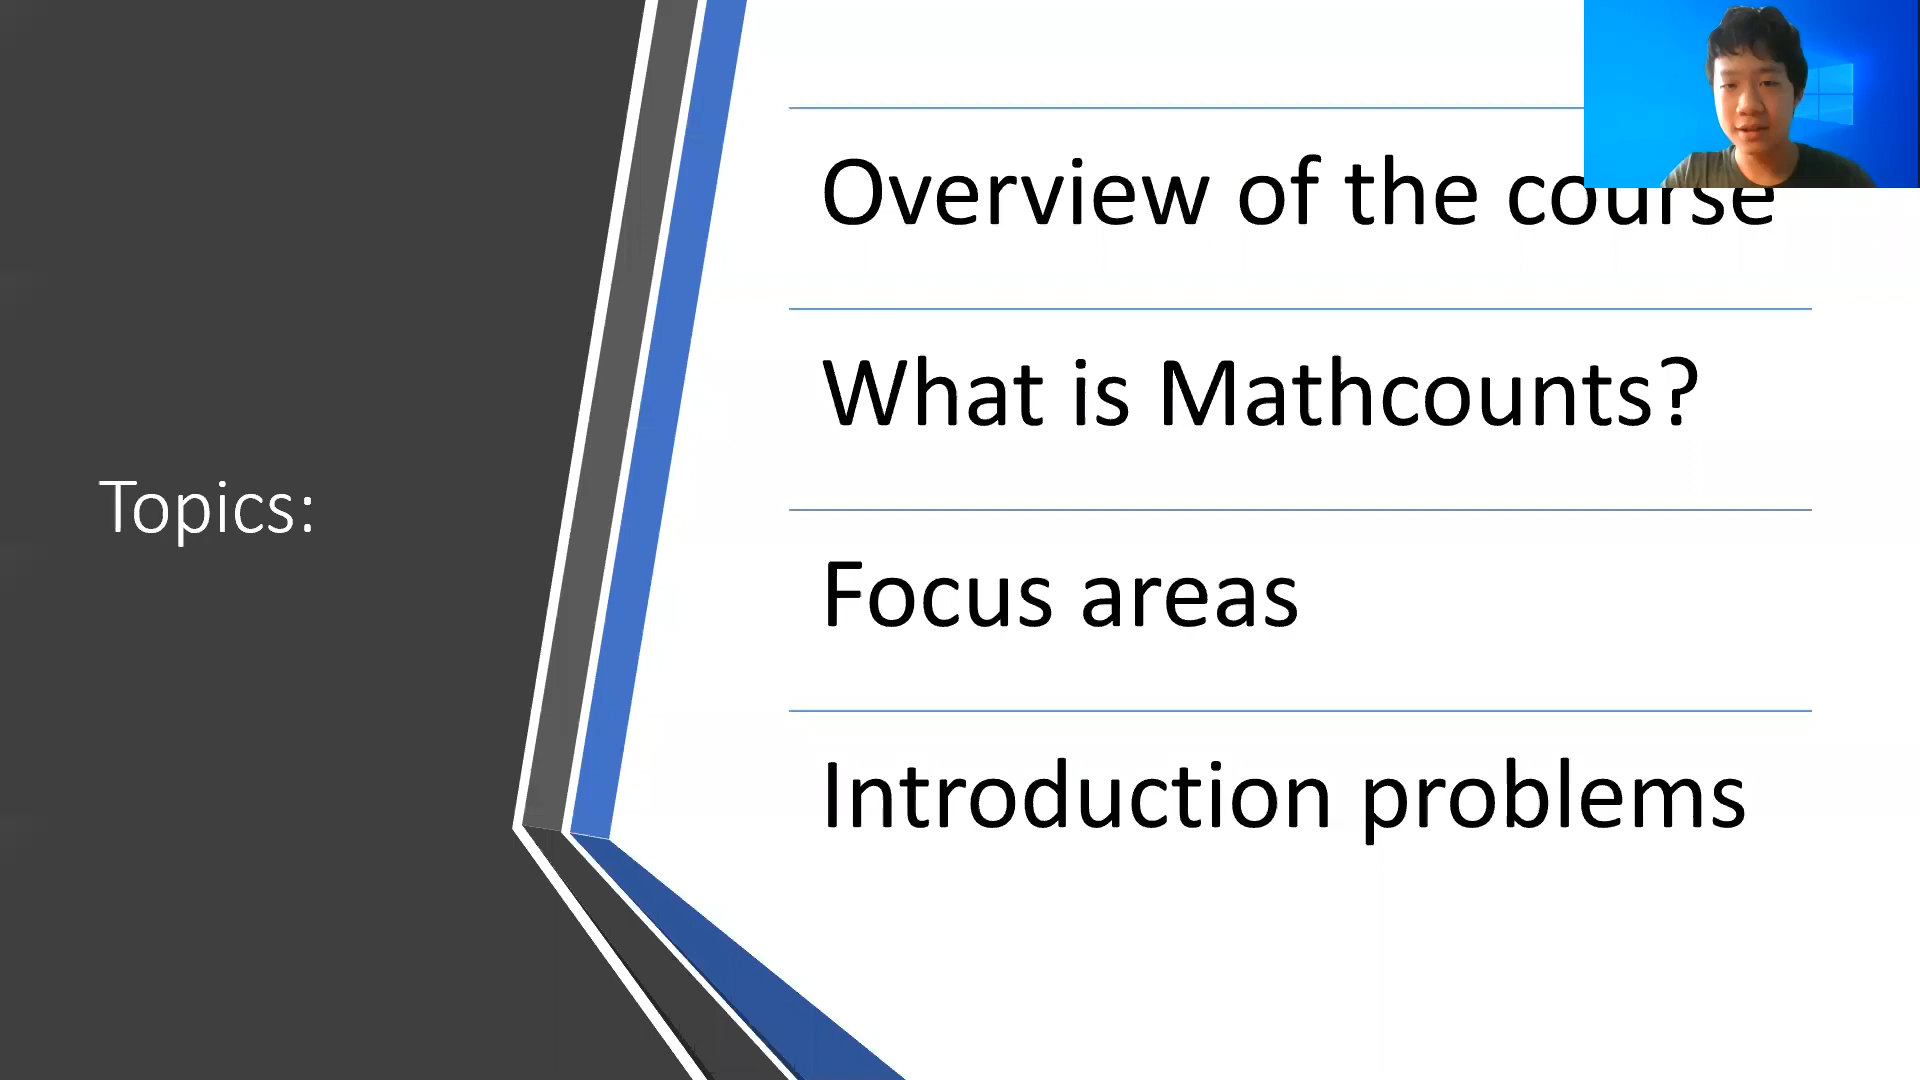 Topics:
Overview of the course
What is Mathcounts?
Focus areas
Introduction problems